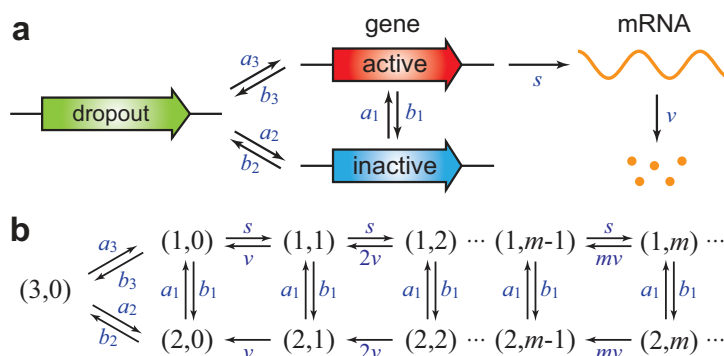 a
gene
mRNA
a₃
b₃
active
s
dropout
a₁
b₁
v
a₂
b₂
inactive
b
(1,0) s v (1,1) s 2v (1,2) ··· (1,m-1) s mv (1,m) ···
a₃
b₃
(3,0)
a₁ b₁ a₁ b₁ a₁ b₁ a₁ b₁ a₁ b₁
a₂
b₂
(2,0) v (2,1) 2v (2,2) ··· (2,m-1) mv (2,m) ···